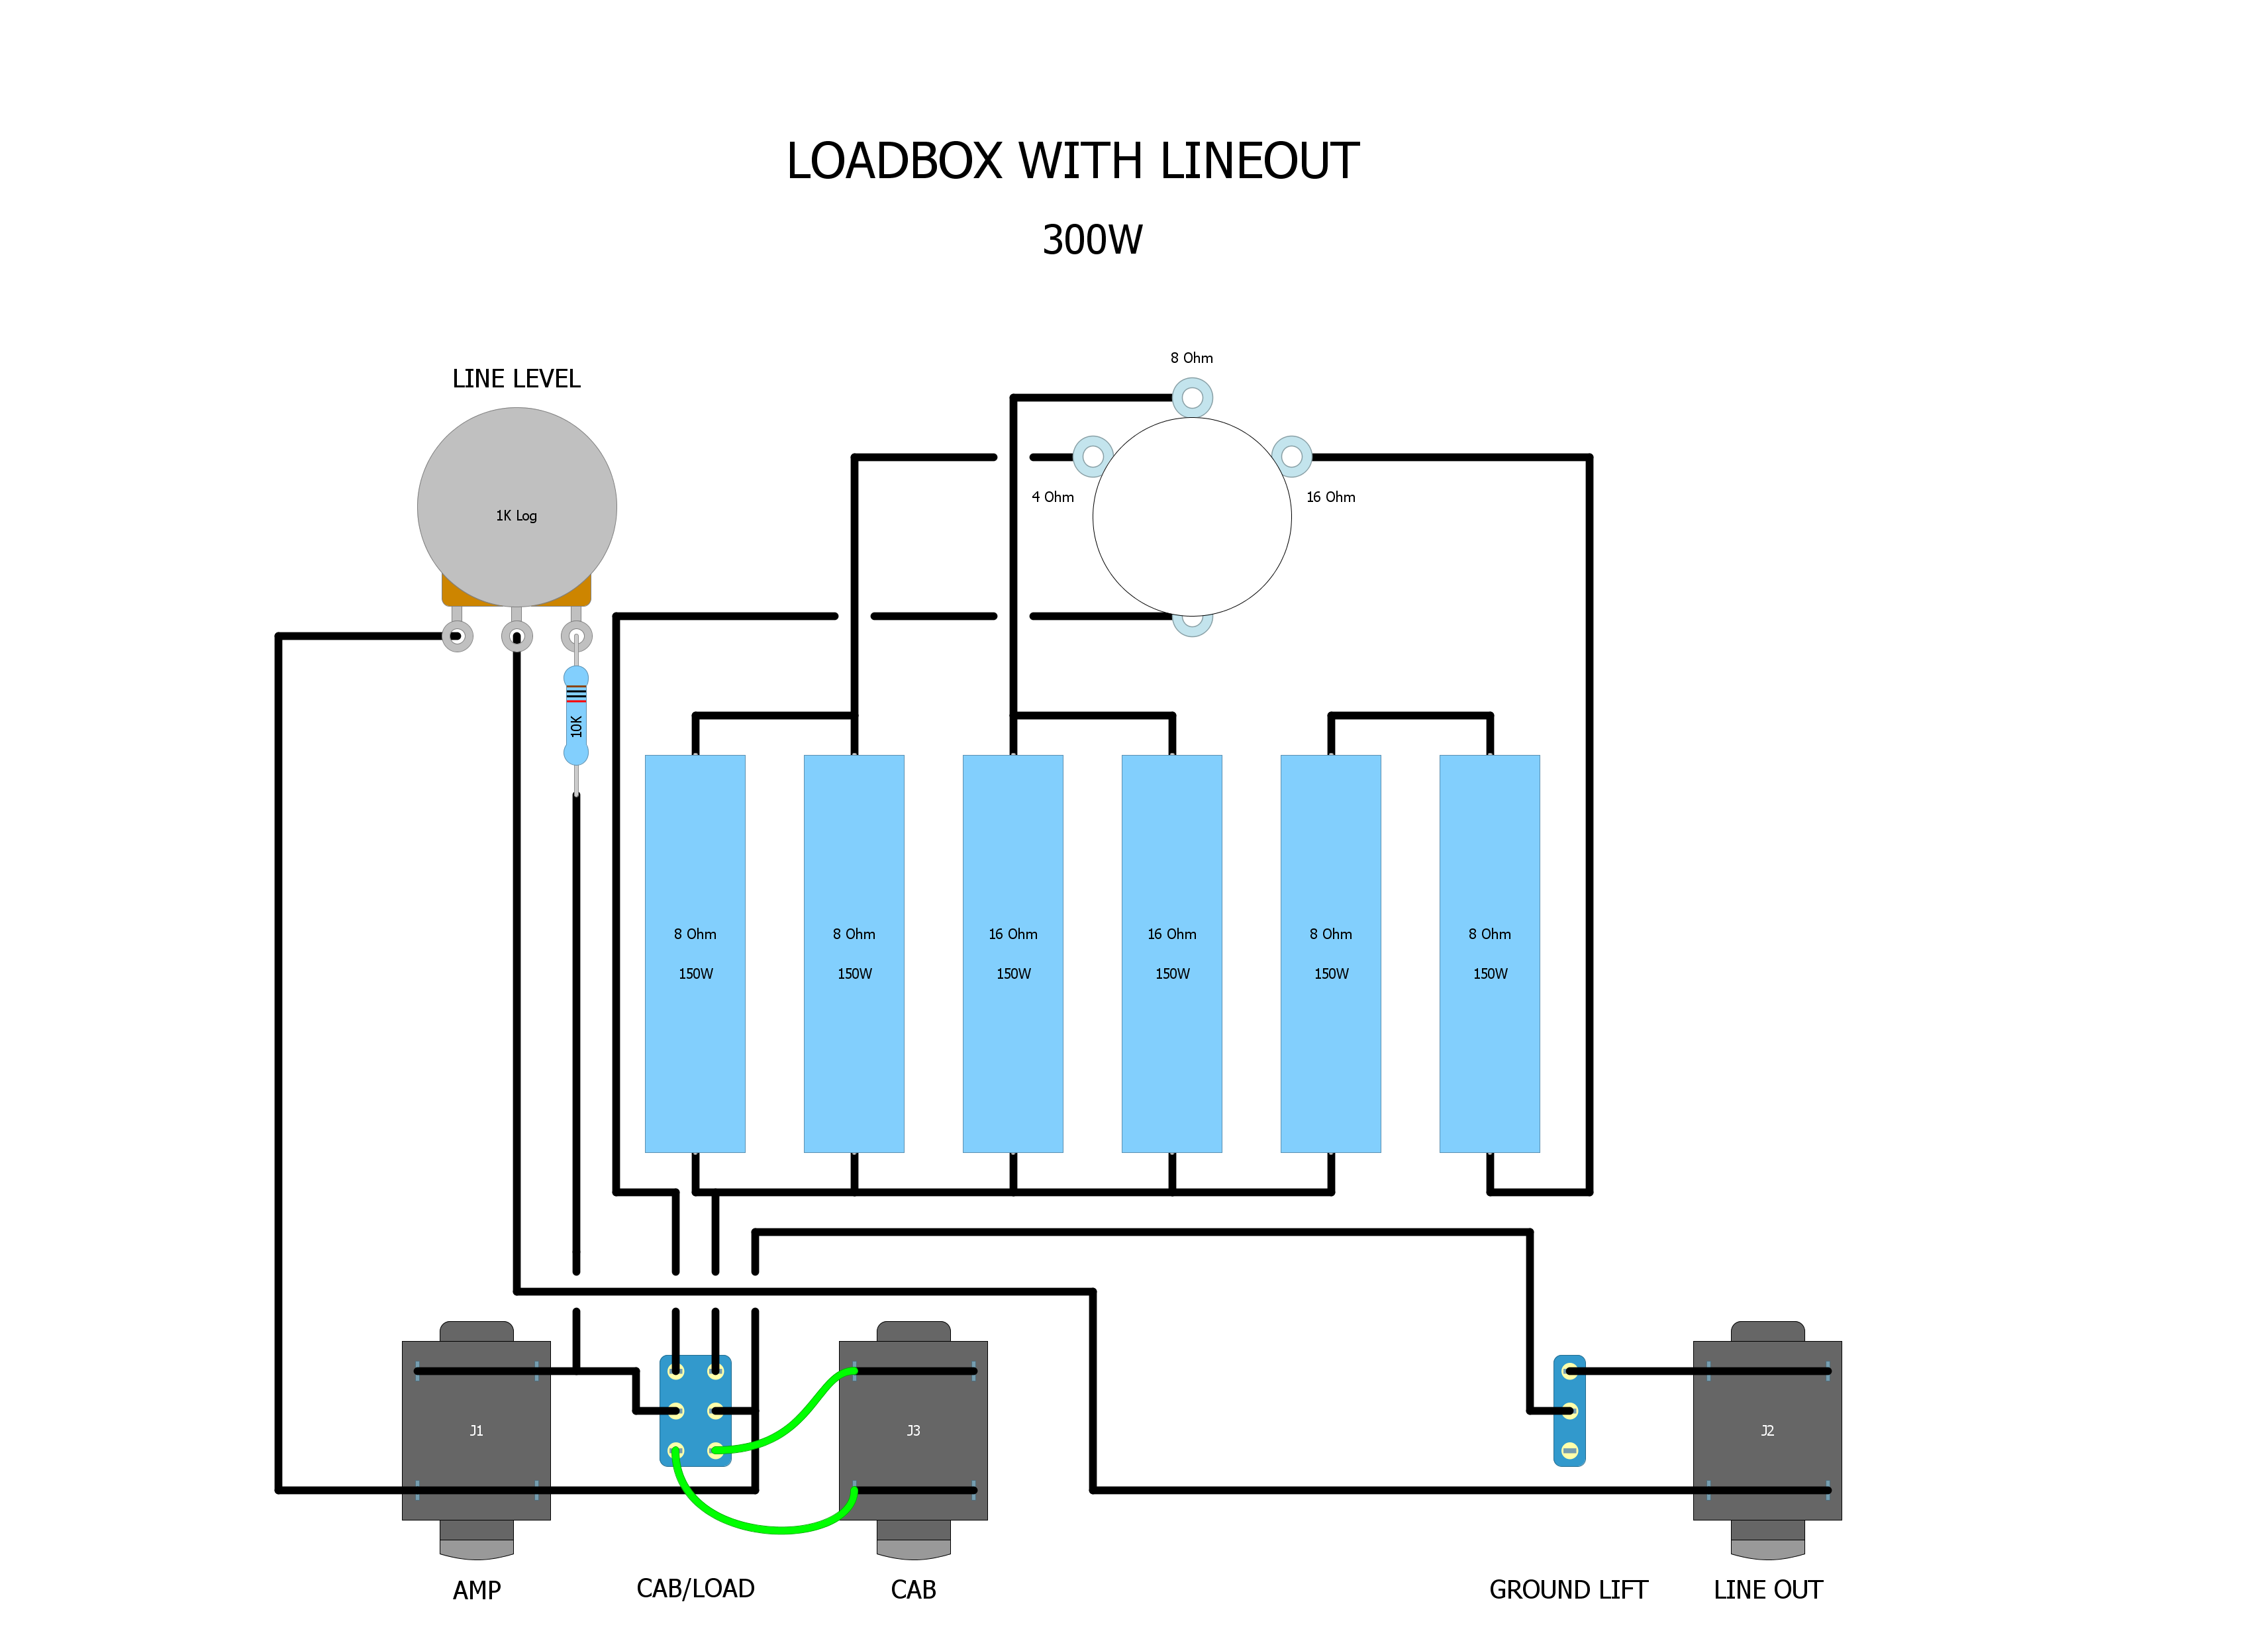 LOADBOX WITH LINEOUT
300W
8 Ohm
LINE LEVEL
4 Ohm
16 Ohm
1K Log
10K
8 Ohm
150W
8 Ohm
150W
16 Ohm
150W
16 Ohm
150W
8 Ohm
150W
8 Ohm
150W
J1
J3
J2
AMP
CAB/LOAD
CAB
GROUND LIFT
LINE OUT